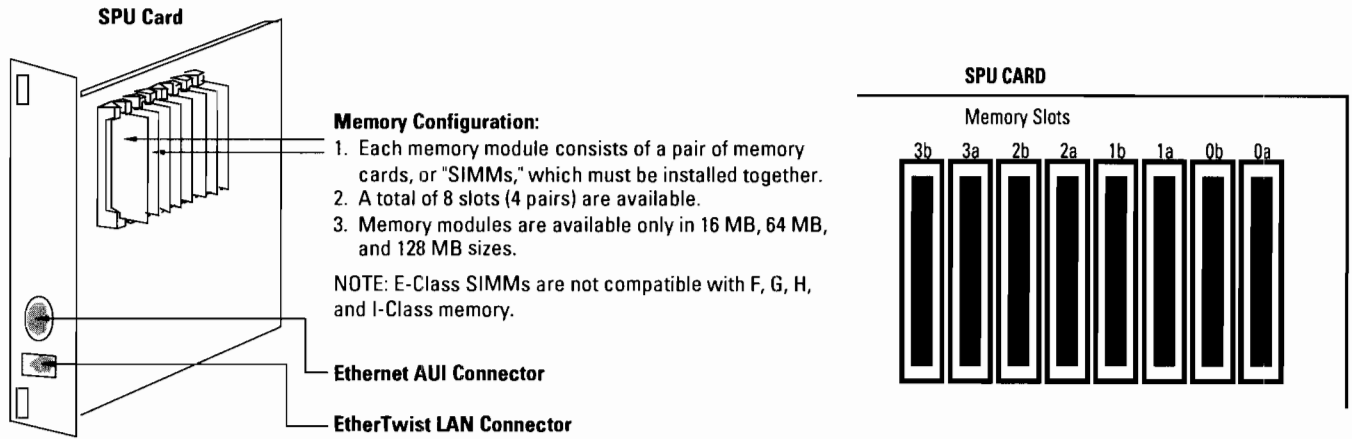 SPU Card
Memory Configuration:
1. Each memory module consists of a pair of memory
cards, or "SIMMs," which must be installed together.
2. A total of 8 slots (4 pairs) are available.
3. Memory modules are available only in 16 MB, 64 MB,
and 128 MB sizes.
NOTE: E-Class SIMMs are not compatible with F, G, H,
and I-Class memory.
Ethernet AUI Connector
EtherTwist LAN Connector
SPU CARD
Memory Slots
3b 3a 2b 2a 1b 1a 0b 0a